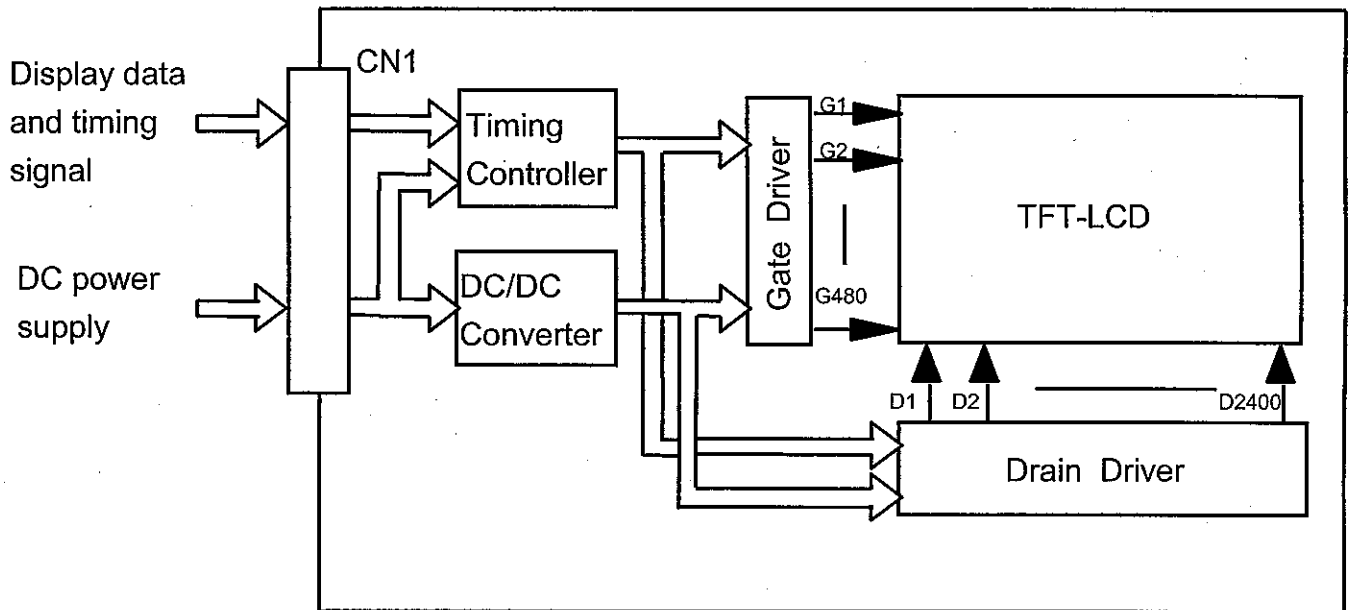 Display data
and timing
signal
DC power
supply
CN1
Timing
Controller
DC/DC
Converter
Gate Driver
G1
G2
G480
TFT-LCD
D1
D2
D2400
Drain Driver